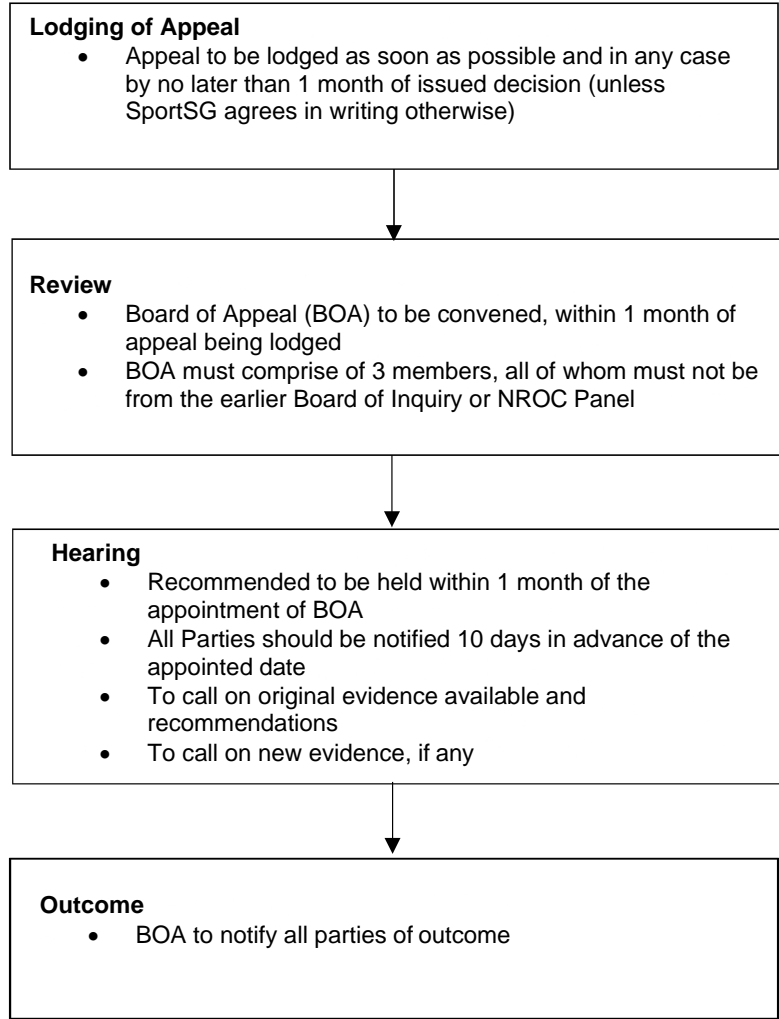 Lodging of Appeal
• Appeal to be lodged as soon as possible and in any case
by no later than 1 month of issued decision (unless
SportSG agrees in writing otherwise)
Review
• Board of Appeal (BOA) to be convened, within 1 month of
appeal being lodged
• BOA must comprise of 3 members, all of whom must not be
from the earlier Board of Inquiry or NROC Panel
Hearing
• Recommended to be held within 1 month of the
appointment of BOA
• All Parties should be notified 10 days in advance of the
appointed date
• To call on original evidence available and
recommendations
• To call on new evidence, if any
Outcome
• BOA to notify all parties of outcome